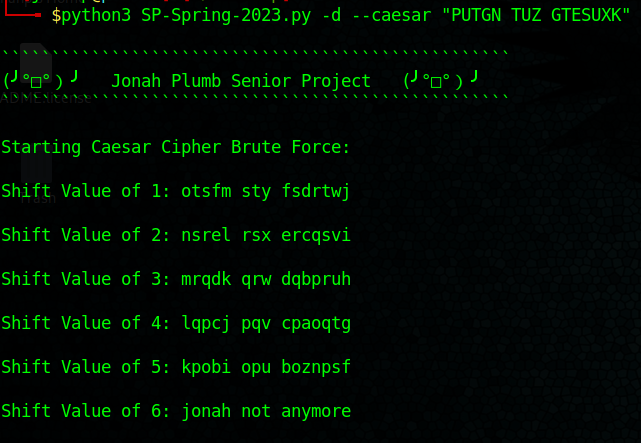 $python3 SP-Spring-2023.py -d --caesar "PUTGN TUZ GTESUXK"
``````````````````````````````````````````````````
(╯°□°)╯   Jonah Plumb Senior Project   (╯°□°)╯
``````````````````````````````````````````````````
Starting Caesar Cipher Brute Force:
Shift Value of 1: otsfm sty fsdrtwj
Shift Value of 2: nsrel rsx ercqsvi
Shift Value of 3: mrqdk qrw dqbpruh
Shift Value of 4: lqpcj pqv cpaoqtg
Shift Value of 5: kpobi opu boznpsf
Shift Value of 6: jonah not anymore